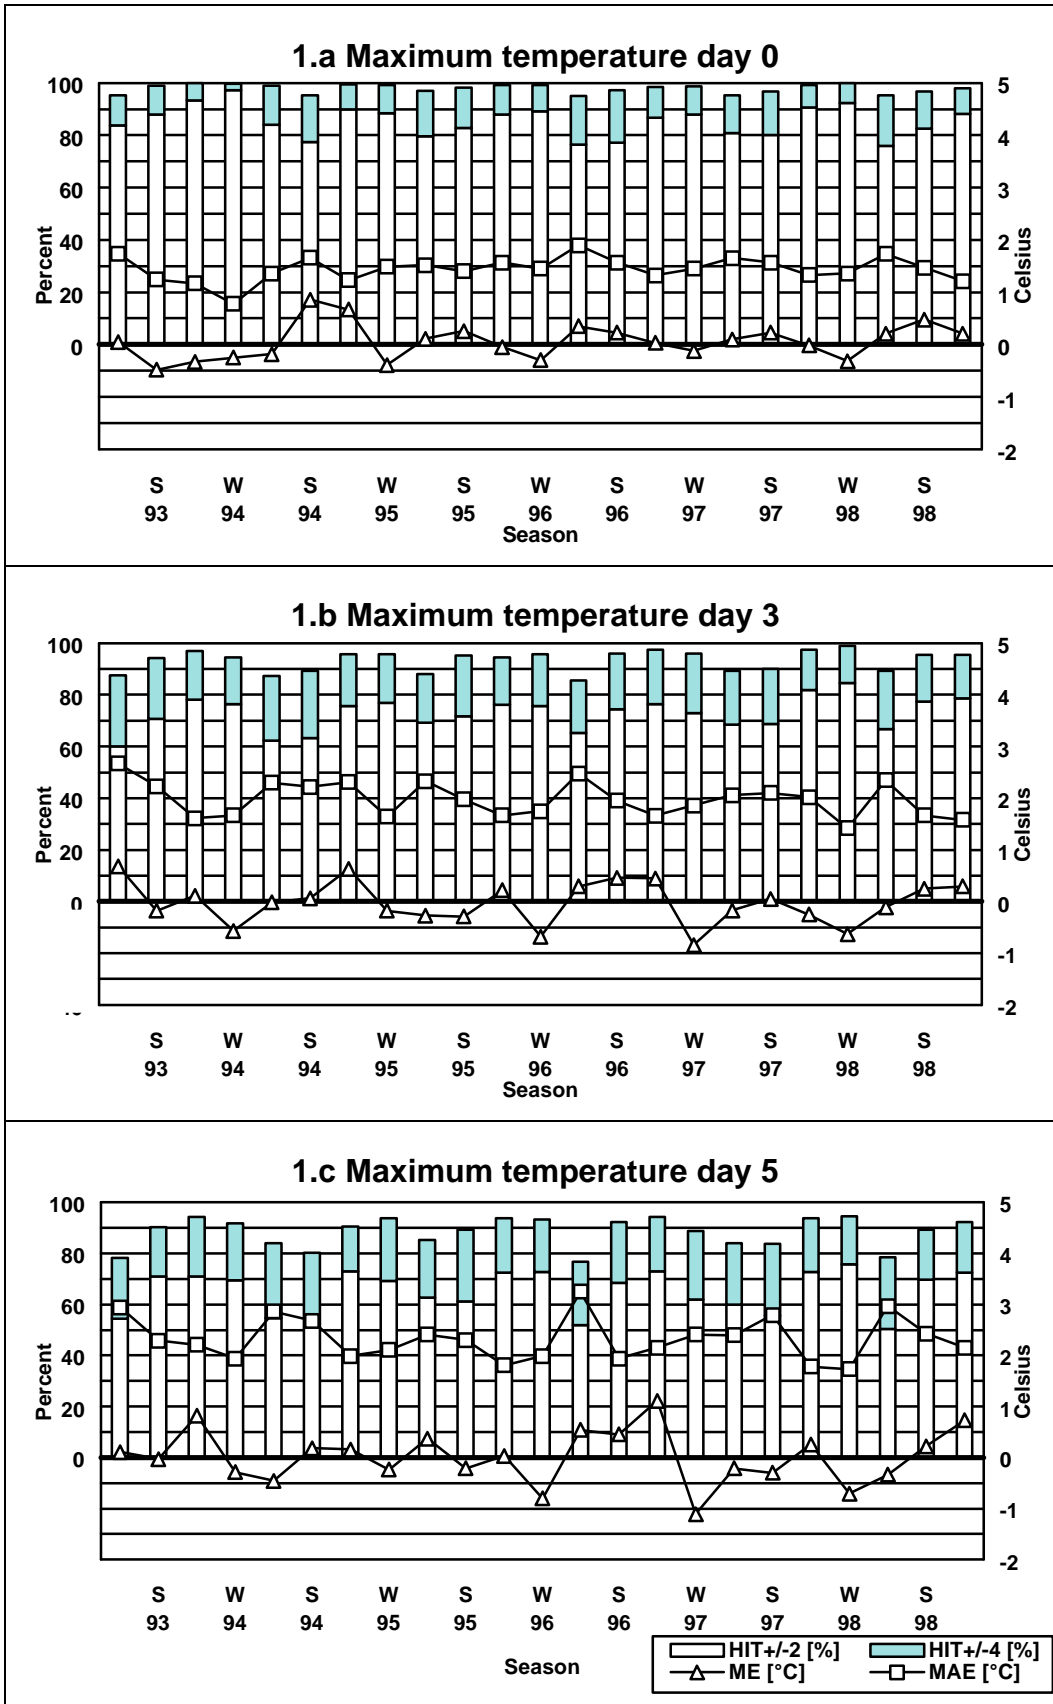 1.a Maximum temperature day 0
100
80
60
40
20
0
Percent
5
4
3
2
1
0
-1
-2
Celsius
S W S W S W S W S W S
93 94 94 95 95 96 96 97 97 98 98
Season
1.b Maximum temperature day 3
100
80
60
40
20
0
Percent
5
4
3
2
1
0
-1
-2
Celsius
S W S W S W S W S W S
93 94 94 95 95 96 96 97 97 98 98
Season
1.c Maximum temperature day 5
100
80
60
40
20
0
Percent
5
4
3
2
1
0
-1
-2
Celsius
S W S W S W S W S W S
93 94 94 95 95 96 96 97 97 98 98
Season
HIT+/-2 [%] HIT+/-4 [%]
ME [°C] MAE [°C]